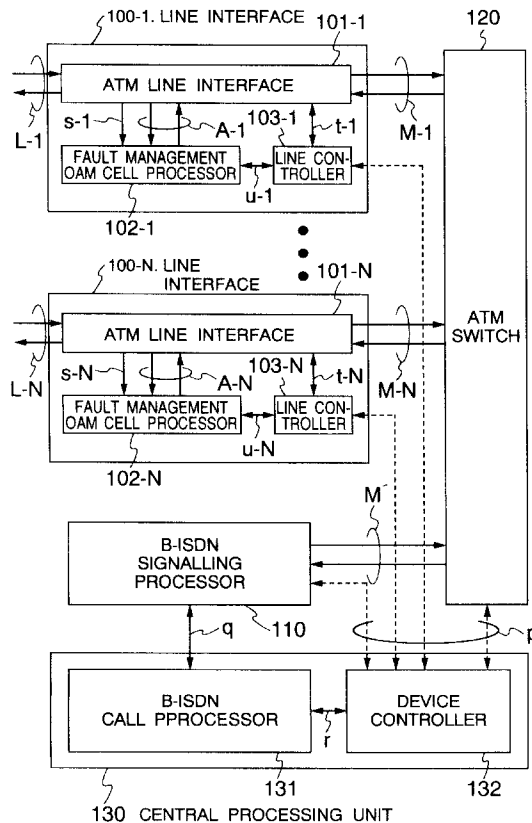 100-1. LINE INTERFACE
101-1
120
ATM LINE INTERFACE
L-1
s-1
A-1
103-1
t-1
M-1
FAULT MANAGEMENT
OAM CELL PROCESSOR
LINE CON-
TROLLER
u-1
102-1
100-N. LINE
INTERFACE
101-N
ATM
SWITCH
ATM LINE INTERFACE
L-N
s-N
A-N
103-N
t-N
M-N
FAULT MANAGEMENT
OAM CELL PROCESSOR
LINE CON-
TROLLER
u-N
102-N
M´
B-ISDN
SIGNALLING
PROCESSOR
q
110
p
B-ISDN
CALL PPROCESSOR
r
DEVICE
CONTROLLER
131
132
130 CENTRAL PROCESSING UNIT